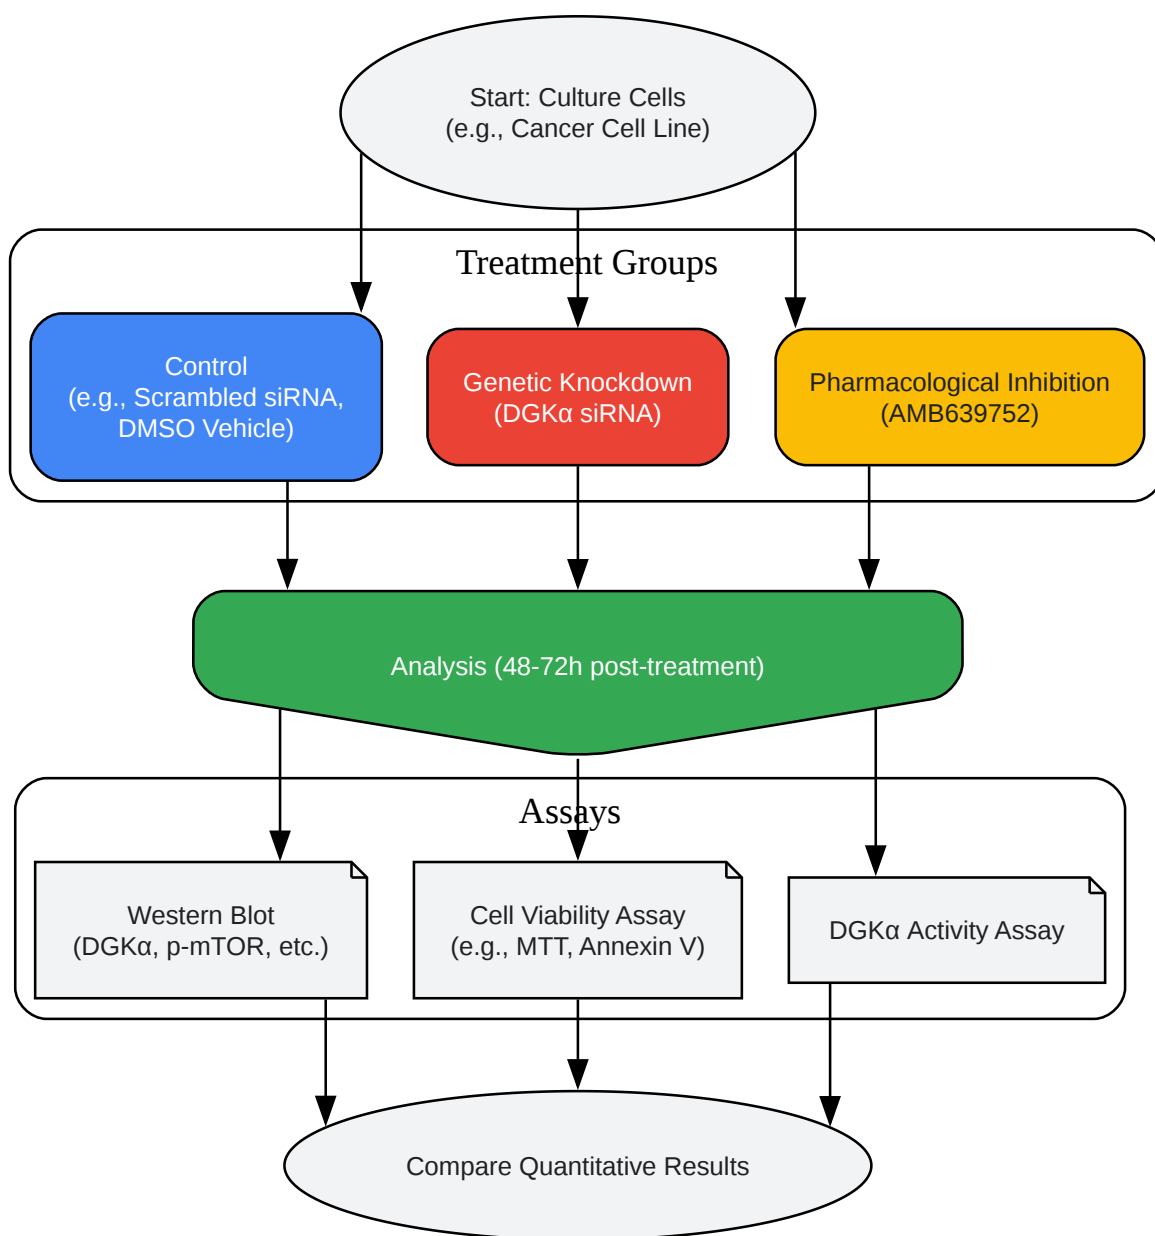 Start: Culture Cells
(e.g., Cancer Cell Line)
Treatment Groups
Control
(e.g., Scrambled siRNA,
DMSO Vehicle)
Genetic Knockdown
(DGKα siRNA)
Pharmacological Inhibition
(AMB639752)
Analysis (48-72h post-treatment)
Assays
Western Blot
(DGKα, p-mTOR, etc.)
Cell Viability Assay
(e.g., MTT, Annexin V)
DGKα Activity Assay
Compare Quantitative Results